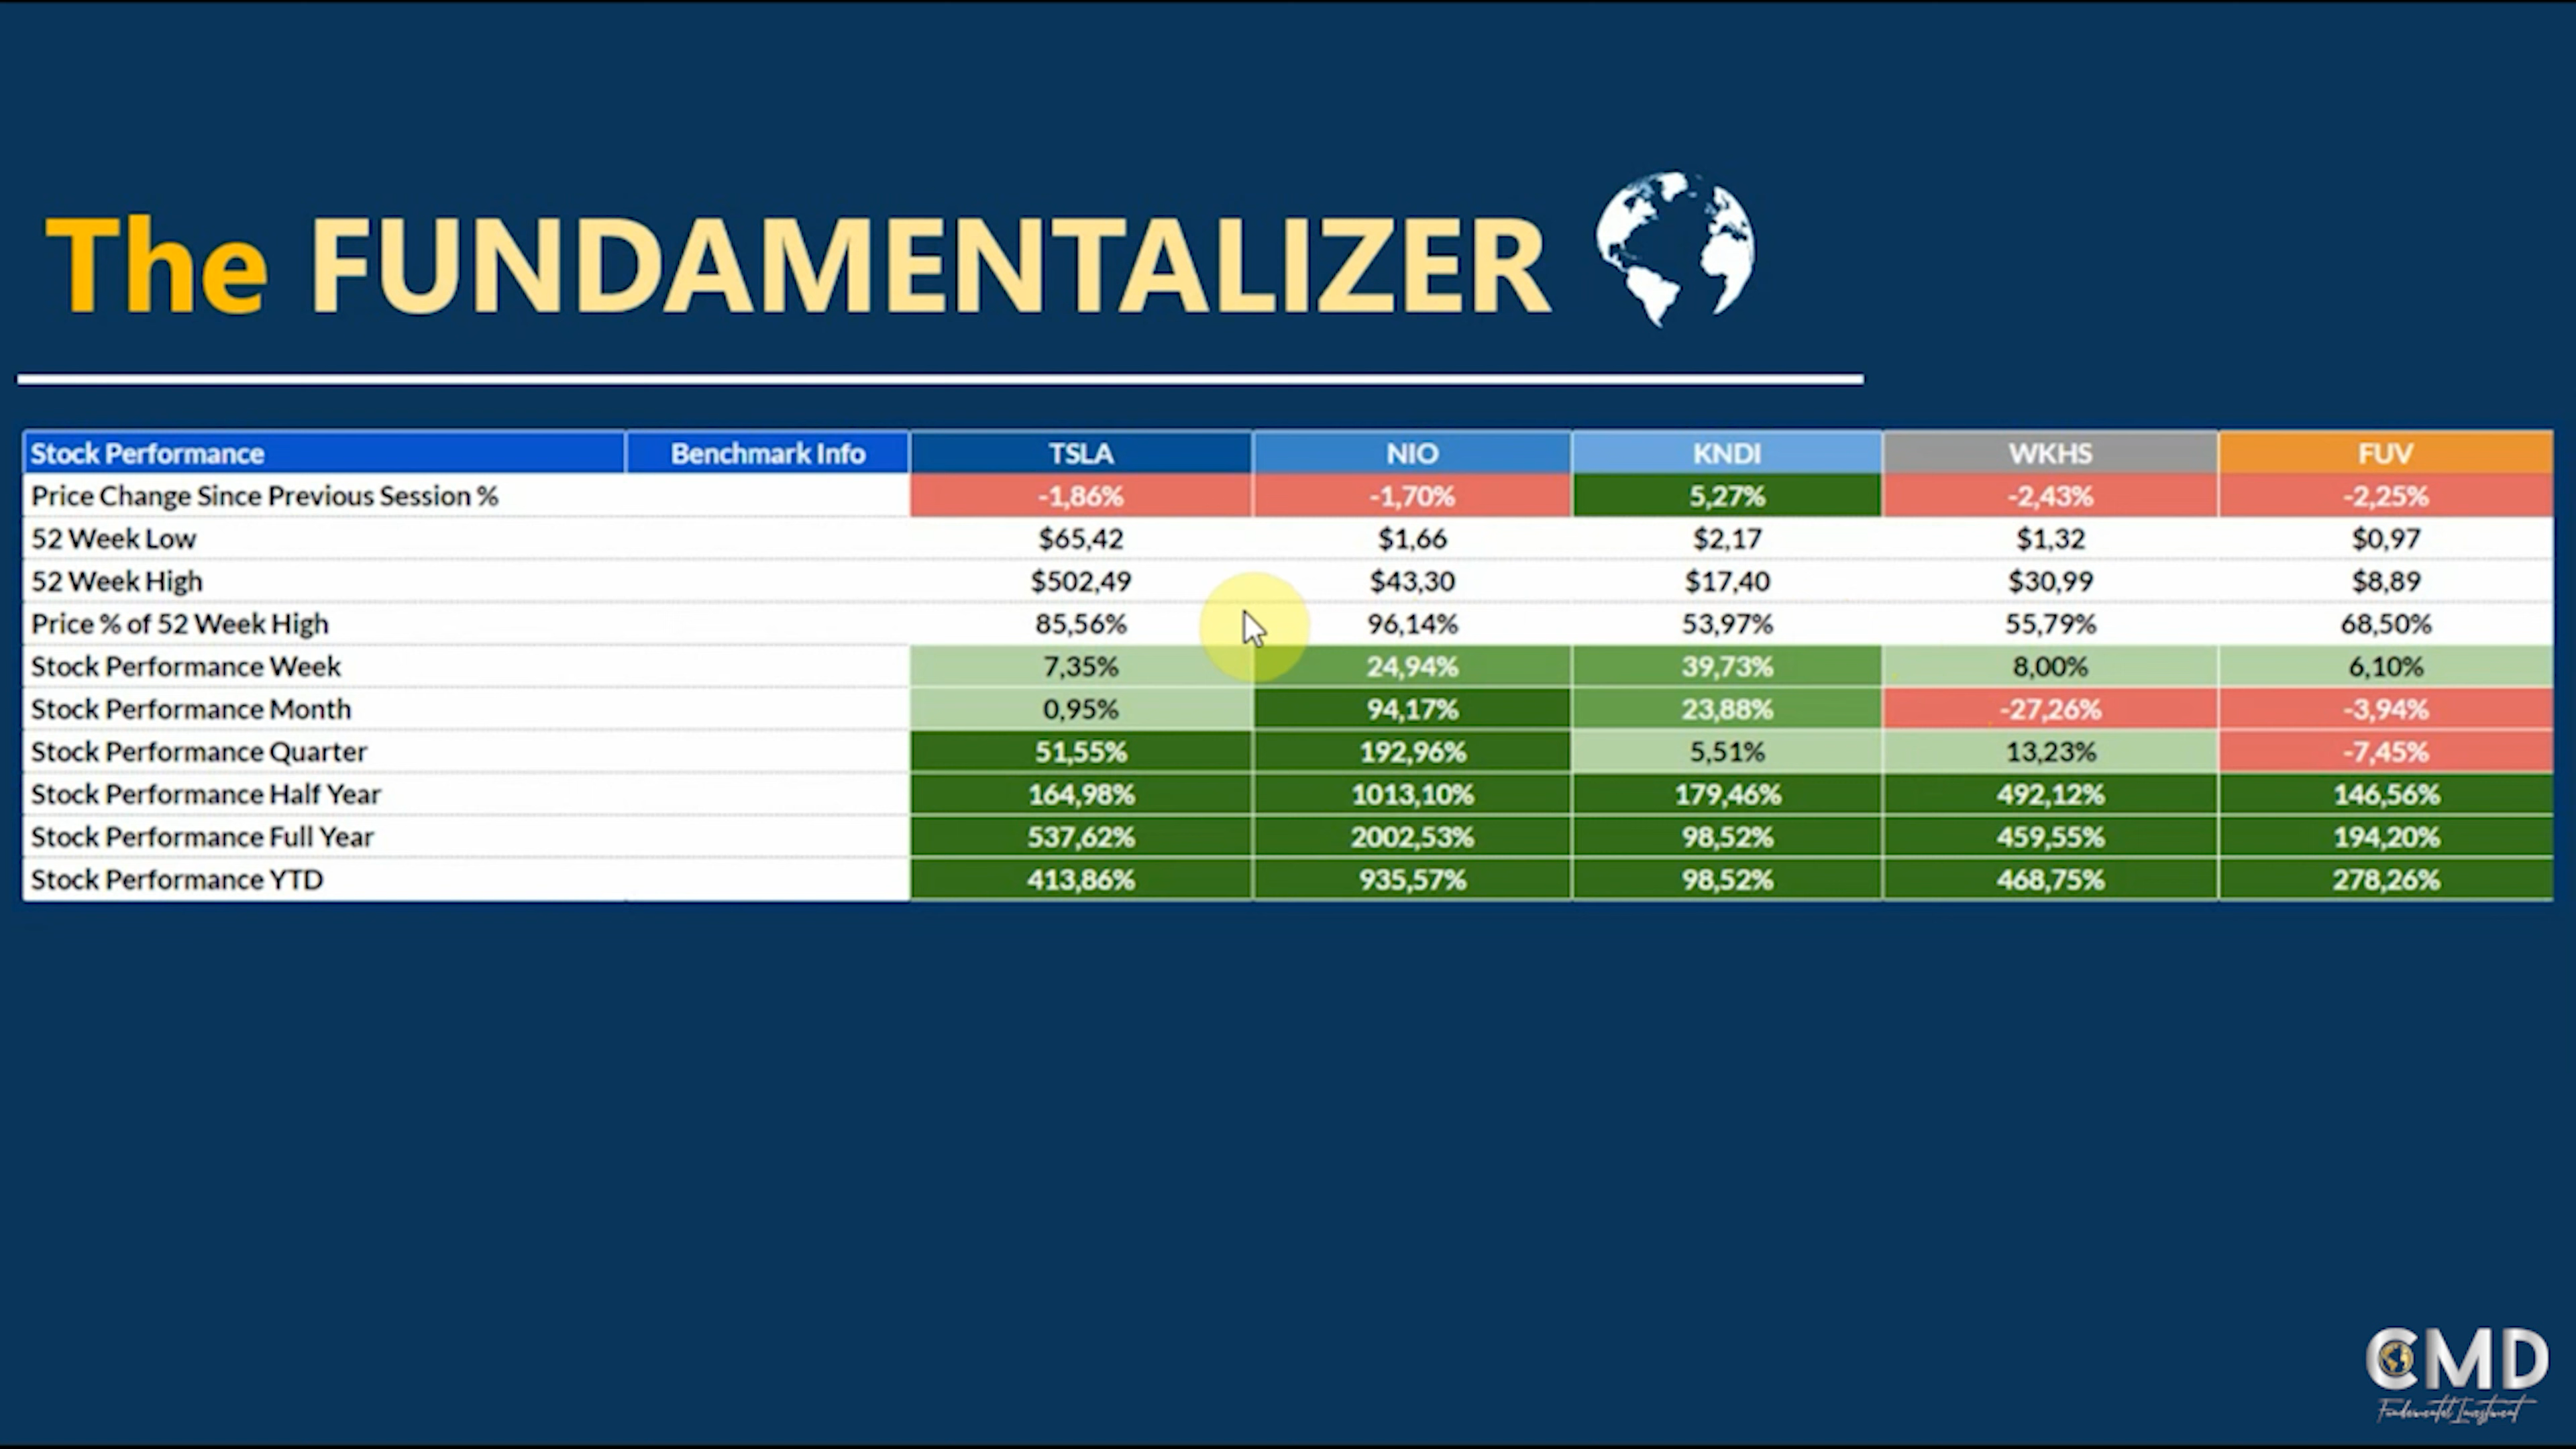 The FUNDAMENTALIZER
Stock Performance Benchmark Info TSLA NIO KNDI WKHS FUV
Price Change Since Previous Session % -1,86% -1,70% 5,27% -2,43% -2,25%
52 Week Low $65,42 $1,66 $2,17 $1,32 $0,97
52 Week High $502,49 $43,30 $17,40 $30,99 $8,89
Price % of 52 Week High 85,56% 96,14% 53,97% 55,79% 68,50%
Stock Performance Week 7,35% 24,94% 39,73% 8,00% 6,10%
Stock Performance Month 0,95% 94,17% 23,88% -27,26% -3,94%
Stock Performance Quarter 51,55% 192,96% 5,51% 13,23% -7,45%
Stock Performance Half Year 164,98% 1013,10% 179,46% 492,12% 146,56%
Stock Performance Full Year 537,62% 2002,53% 98,52% 459,55% 194,20%
Stock Performance YTD 413,86% 935,57% 98,52% 468,75% 278,26%
CMD
Fundamental Investment